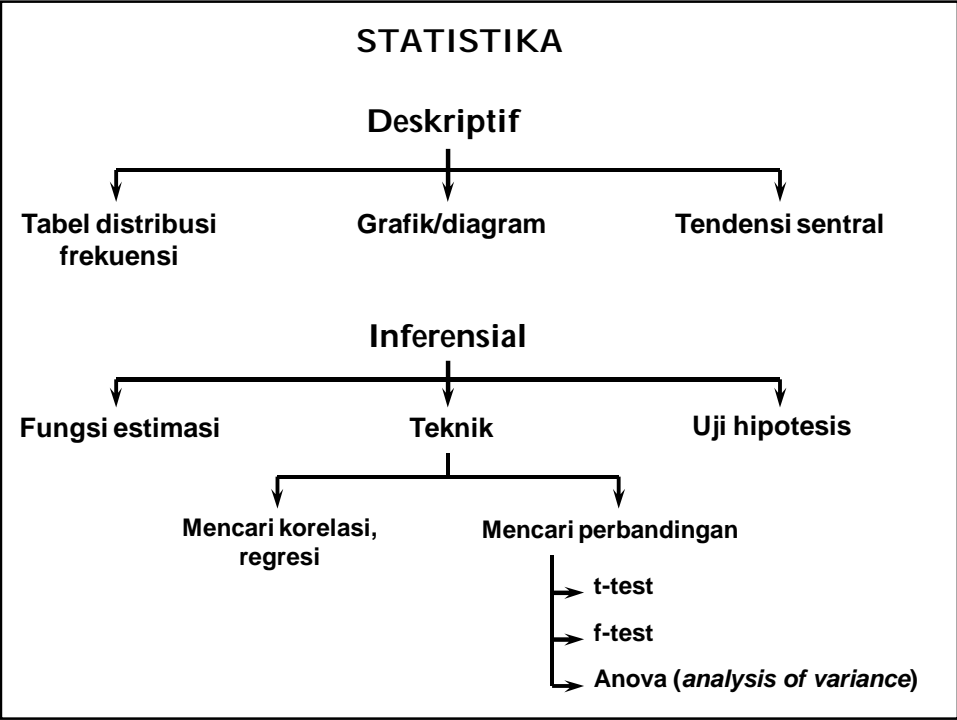 STATISTIKA
Deskriptif
Tabel distribusi
frekuensi
Grafik/diagram
Tendensi sentral
Inferensial
Fungsi estimasi
Teknik
Uji hipotesis
Mencari korelasi,
regresi
Mencari perbandingan
t-test
f-test
Anova (analysis of variance)